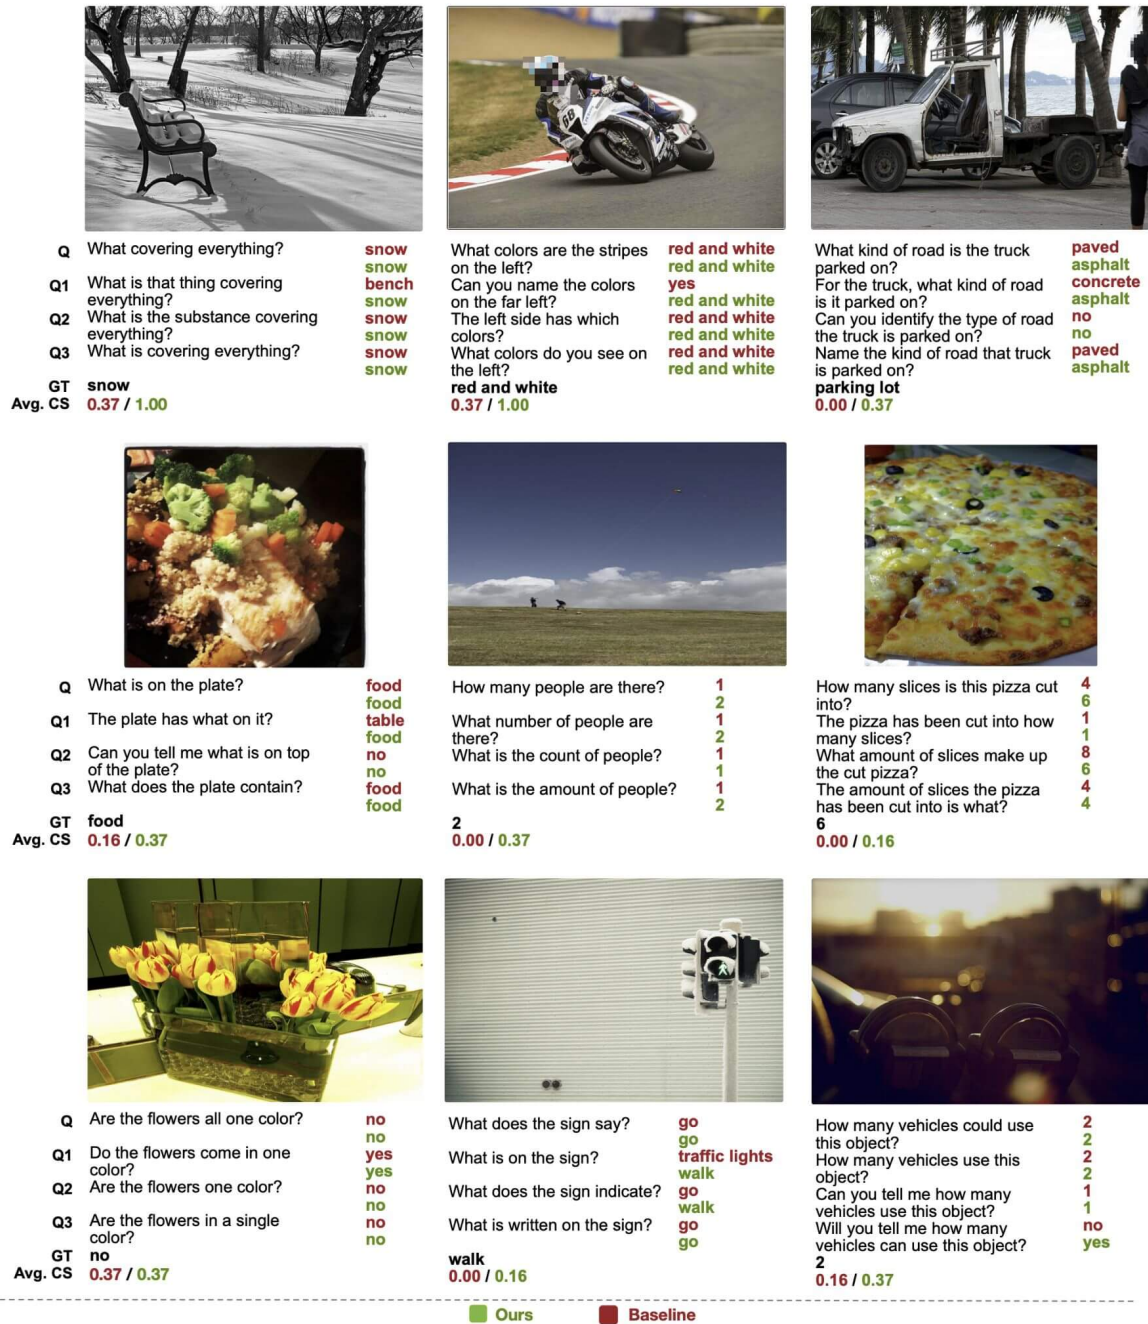 68
Q What covering everything? snow
snow
Q1 What is that thing covering bench
everything? snow
Q2 What is the substance covering snow
everything? snow
Q3 What is covering everything? snow
snow
GT snow
Avg. CS 0.37 / 1.00
What colors are the stripes red and white
on the left? red and white
Can you name the colors yes
on the far left? red and white
The left side has which red and white
colors? red and white
What colors do you see on red and white
the left? red and white
red and white
0.37 / 1.00
What kind of road is the truck paved
parked on? asphalt
For the truck, what kind of road concrete
is it parked on? asphalt
Can you identify the type of road no
the truck is parked on? no
Name the kind of road that truck paved
is parked on? asphalt
parking lot
0.00 / 0.37
Q What is on the plate? food
food
Q1 The plate has what on it? table
food
Q2 Can you tell me what is on top no
of the plate? no
Q3 What does the plate contain? food
food
GT food
Avg. CS 0.16 / 0.37
How many people are there? 1
2
What number of people are 1
there? 2
What is the count of people? 1
1
What is the amount of people? 1
2
2
0.00 / 0.37
How many slices is this pizza cut 4
into? 6
The pizza has been cut into how 1
many slices? 1
What amount of slices make up 8
the cut pizza? 6
The amount of slices the pizza 4
has been cut into is what? 4
6
0.00 / 0.16
Q Are the flowers all one color? no
no
Q1 Do the flowers come in one yes
color? yes
Q2 Are the flowers one color? no
no
Q3 Are the flowers in a single no
color? no
GT no
Avg. CS 0.37 / 0.37
What does the sign say? go
go
What is on the sign? traffic lights
walk
What does the sign indicate? go
walk
What is written on the sign? go
go
walk
0.00 / 0.16
How many vehicles could use 2
this object? 2
How many vehicles use this 2
object? 2
Can you tell me how many 1
vehicles use this object? 1
Will you tell me how many no
vehicles can use this object? yes
2
0.16 / 0.37
Ours Baseline